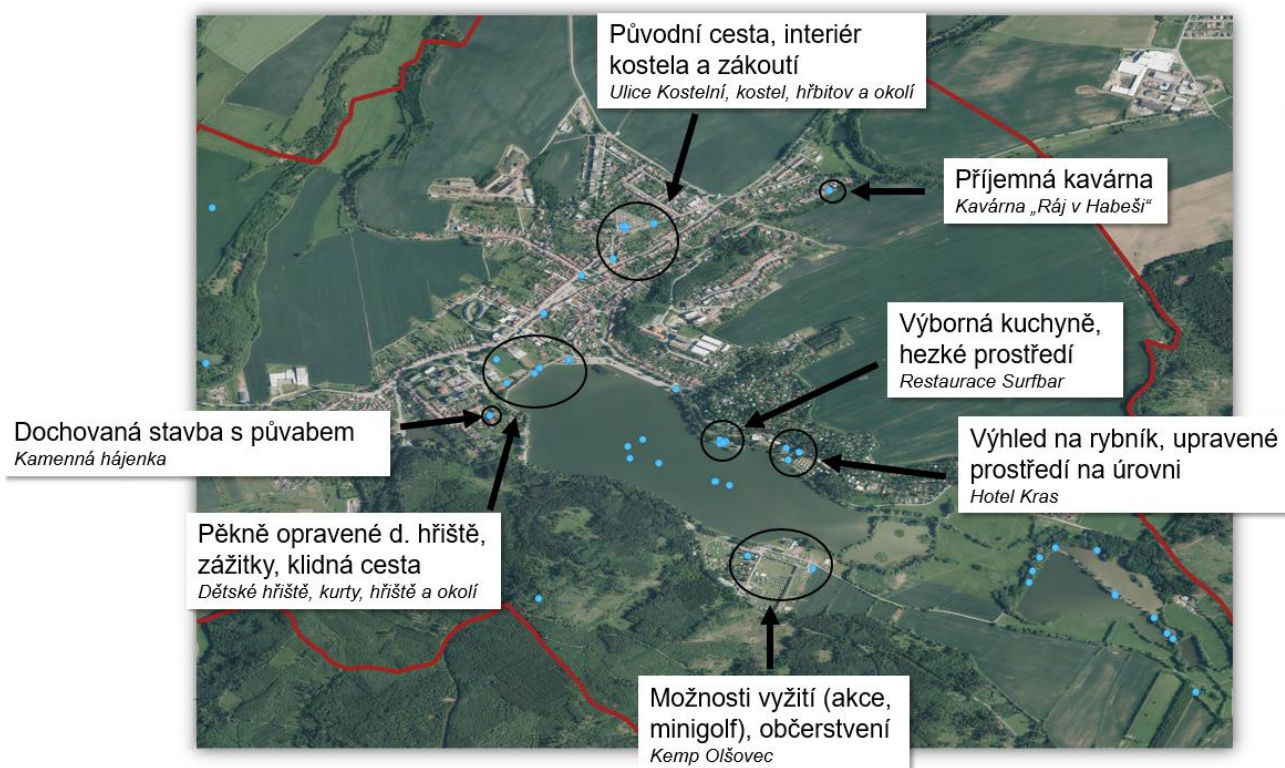 Původní cesta, interiér
kostela a zákoutí
Ulice Kostelní, kostel, hřbitov a okolí
Příjemná kavárna
Kavárna „Ráj v Habeši“
Výborná kuchyně,
hezké prostředí
Restaurace Surfbar
Dochovaná stavba s půvabem
Kamenná hájenka
Výhled na rybník, upravené
prostředí na úrovni
Hotel Kras
Pěkně opravené d. hřiště,
zážitky, klidná cesta
Dětské hřiště, kurty, hřiště a okolí
Možnosti vyžití (akce,
minigolf), občerstvení
Kemp Olšovec